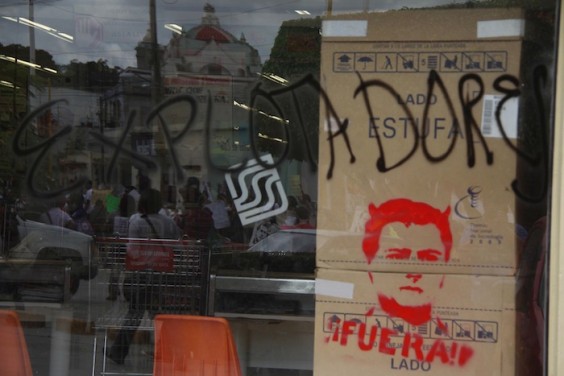 EXPLOTADORES
LADO
ESTUFA
¡¡FUERA!!
LADO